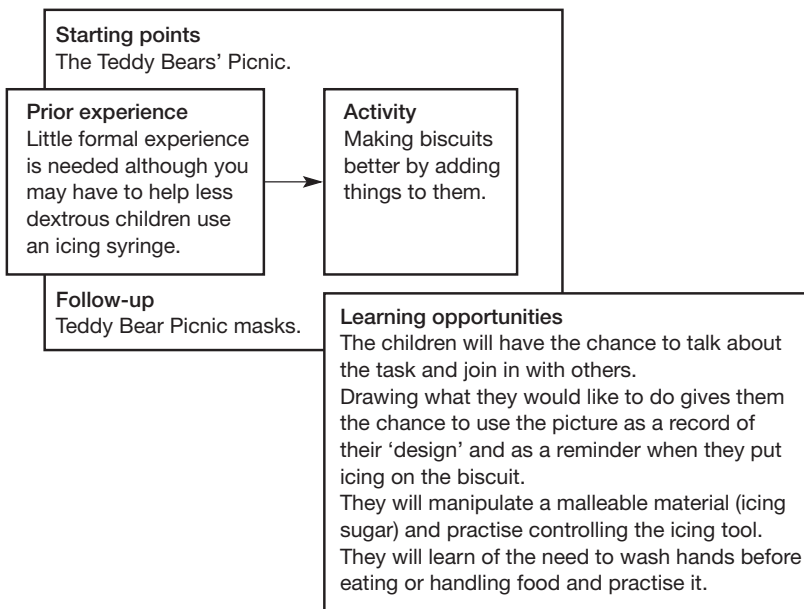 Starting points
The Teddy Bears’ Picnic.
Prior experience
Little formal experience
is needed although you
may have to help less
dextrous children use
an icing syringe.
Activity
Making biscuits
better by adding
things to them.
Follow-up
Teddy Bear Picnic masks.
Learning opportunities
The children will have the chance to talk about
the task and join in with others.
Drawing what they would like to do gives them
the chance to use the picture as a record of
their ‘design’ and as a reminder when they put
icing on the biscuit.
They will manipulate a malleable material (icing
sugar) and practise controlling the icing tool.
They will learn of the need to wash hands before
eating or handling food and practise it.